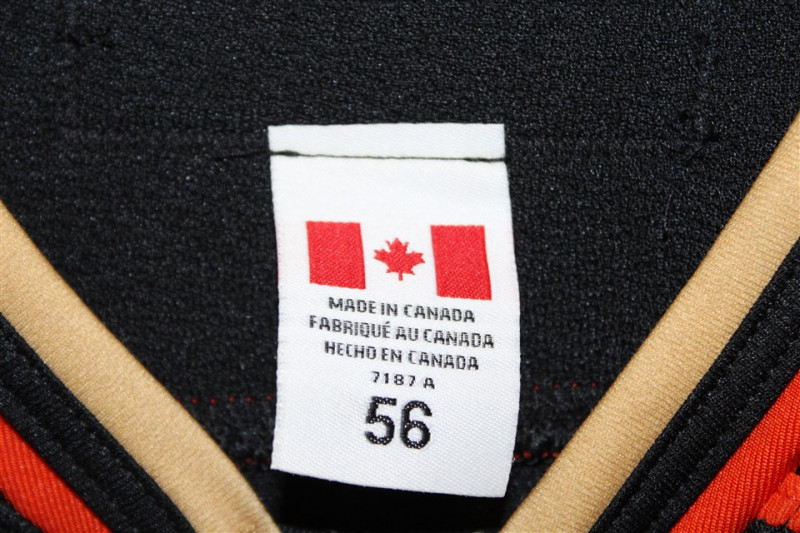 MADE IN CANADA
FABRIQUÉ AU CANADA
HECHO EN CANADA
7187 A
56